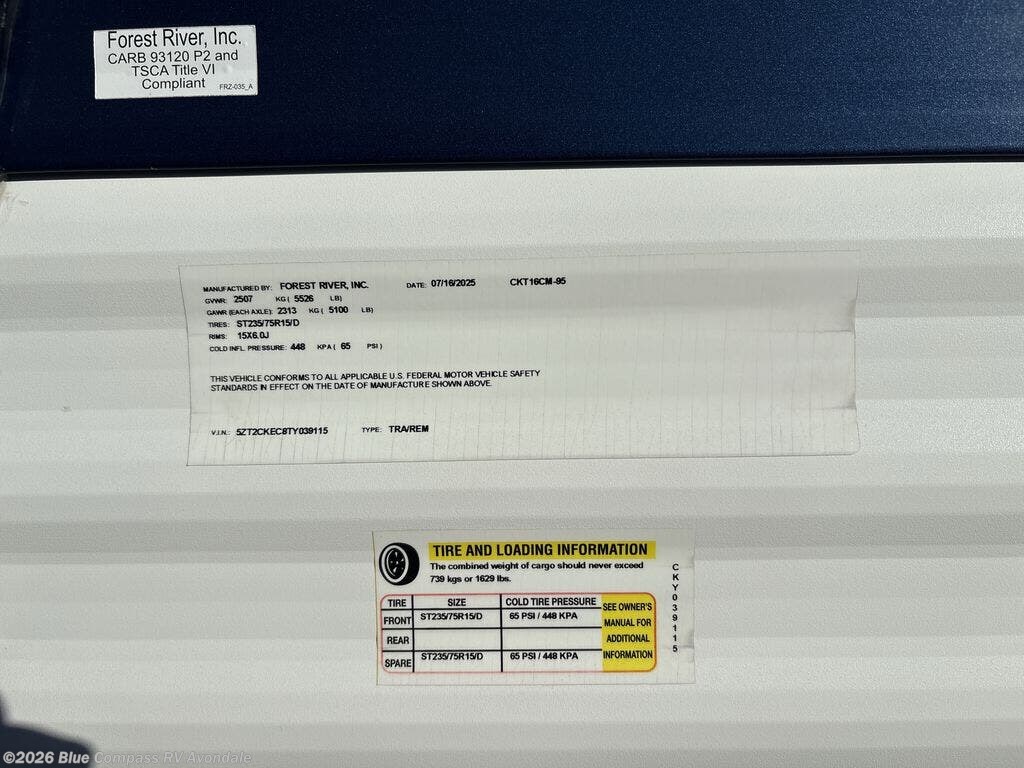 Forest River, Inc.
CARB 93120 P2 and
TSCA Title VI
Compliant FRZ-035_A
MANUFACTURED BY: FOREST RIVER, INC. DATE: 07/16/2025 CKT16CM-95
GVWR: 2507 KG ( 5526 LB)
GAWR (EACH AXLE): 2313 KG ( 5100 LB)
TIRES: ST235/75R15/D
RIMS: 15X6.0J
COLD INFL. PRESSURE: 448 KPA ( 65 PSI )
THIS VEHICLE CONFORMS TO ALL APPLICABLE U.S. FEDERAL MOTOR VEHICLE SAFETY
STANDARDS IN EFFECT ON THE DATE OF MANUFACTURE SHOWN ABOVE.
V.I.N.: 5ZT2CKEC8TY039115 TYPE: TRA/REM
TIRE AND LOADING INFORMATION
The combined weight of cargo should never exceed
739 kgs or 1629 lbs.
TIRE SIZE COLD TIRE PRESSURE SEE OWNER'S
FRONT ST235/75R15/D 65 PSI / 448 KPA MANUAL FOR
REAR ADDITIONAL
SPARE ST235/75R15/D 65 PSI / 448 KPA INFORMATION
CKY039115
©2026 Blue Compass RV Avondale